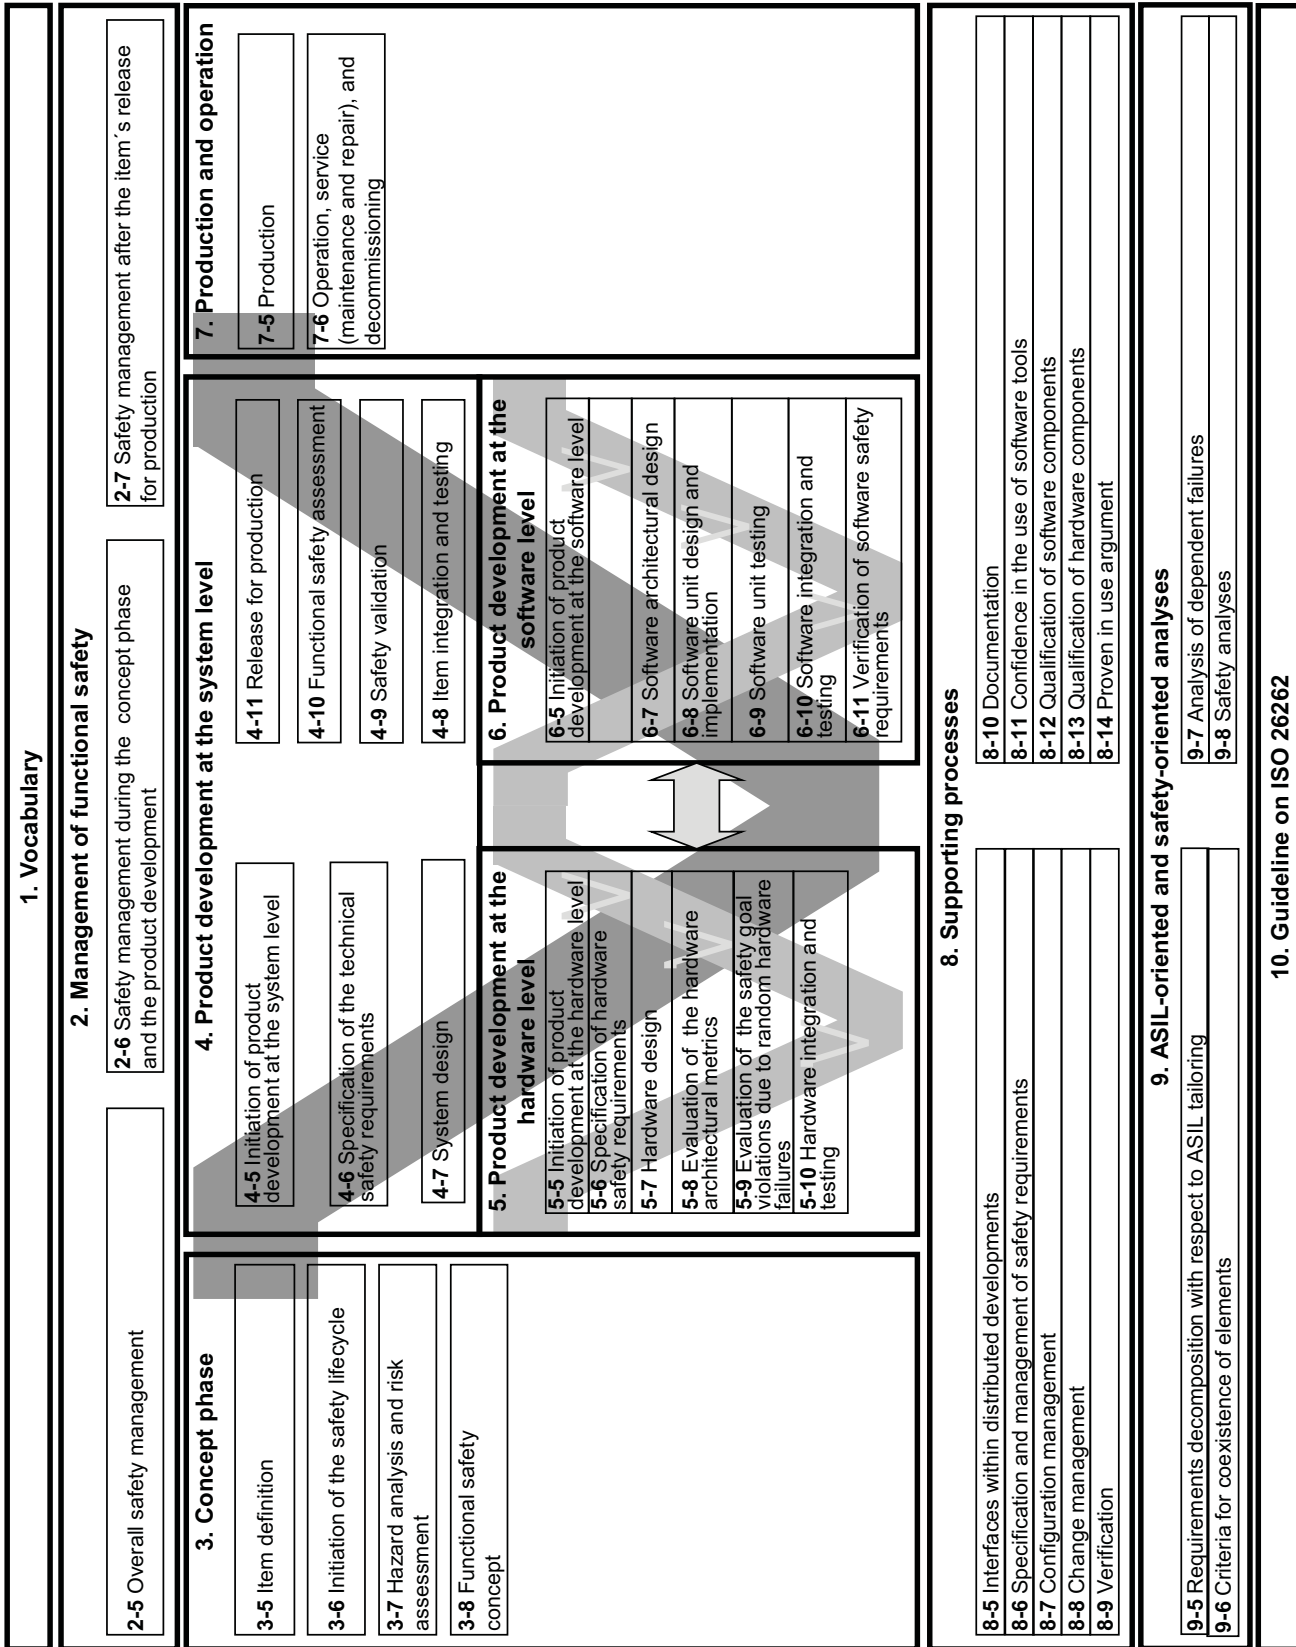 1. Vocabulary
2. Management of functional safety
2-5 Overall safety management
2-6 Safety management during the concept phase
and the product development
2-7 Safety management after the item´s release
for production
3. Concept phase
3-5 Item definition
3-6 Initiation of the safety lifecycle
3-7 Hazard analysis and risk
assessment
3-8 Functional safety
concept
4. Product development at the system level
4-5 Initiation of product
development at the system level
4-6 Specification of the technical
safety requirements
4-7 System design
4-11 Release for production
4-10 Functional safety assessment
4-9 Safety validation
4-8 Item integration and testing
5. Product development at the
hardware level
5-5 Initiation of product
development at the hardware level
5-6 Specification of hardware
safety requirements
5-7 Hardware design
5-8 Evaluation of the hardware
architectural metrics
5-9 Evaluation of the safety goal
violations due to random hardware
failures
5-10 Hardware integration and
testing
6. Product development at the
software level
6-5 Initiation of product
development at the software level
6-7 Software architectural design
6-8 Software unit design and
implementation
6-9 Software unit testing
6-10 Software integration and
testing
6-11 Verification of software safety
requirements
7. Production and operation
7-5 Production
7-6 Operation, service
(maintenance and repair), and
decommissioning
8. Supporting processes
8-5 Interfaces within distributed developments
8-6 Specification and management of safety requirements
8-7 Configuration management
8-8 Change management
8-9 Verification
8-10 Documentation
8-11 Confidence in the use of software tools
8-12 Qualification of software components
8-13 Qualification of hardware components
8-14 Proven in use argument
9. ASIL-oriented and safety-oriented analyses
9-5 Requirements decomposition with respect to ASIL tailoring
9-6 Criteria for coexistence of elements
9-7 Analysis of dependent failures
9-8 Safety analyses
10. Guideline on ISO 26262